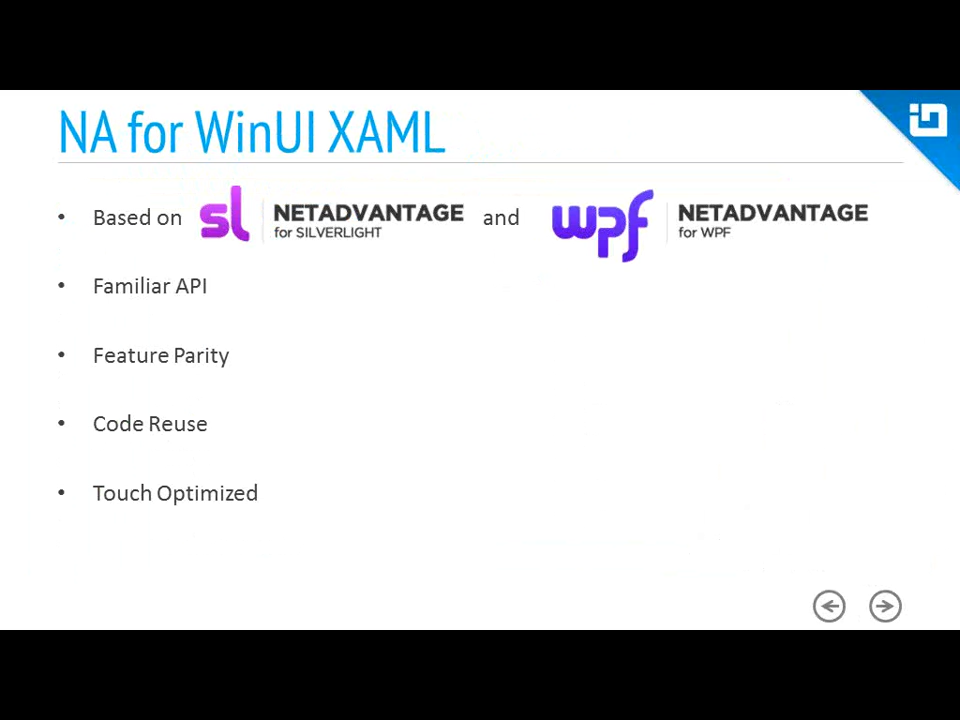 NA for WinUI XAML
• Based on sl NETADVANTAGE for SILVERLIGHT and wpf NETADVANTAGE for WPF
• Familiar API
• Feature Parity
• Code Reuse
• Touch Optimized